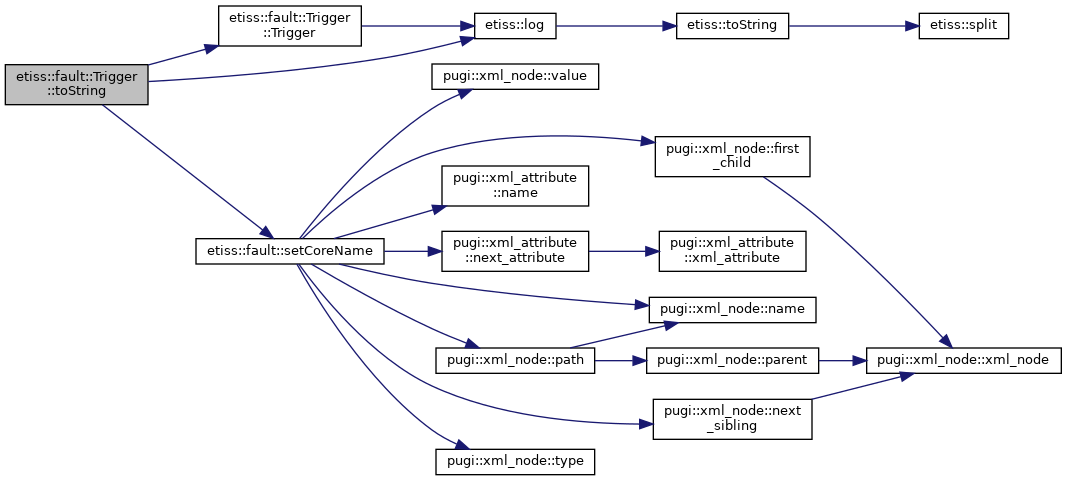 etiss::fault::Trigger
::toString
etiss::fault::Trigger
::Trigger
etiss::log
etiss::toString
etiss::split
etiss::fault::setCoreName
pugi::xml_node::value
pugi::xml_node::first
_child
pugi::xml_attribute
::name
pugi::xml_attribute
::next_attribute
pugi::xml_attribute
::xml_attribute
pugi::xml_node::name
pugi::xml_node::path
pugi::xml_node::parent
pugi::xml_node::xml_node
pugi::xml_node::next
_sibling
pugi::xml_node::type